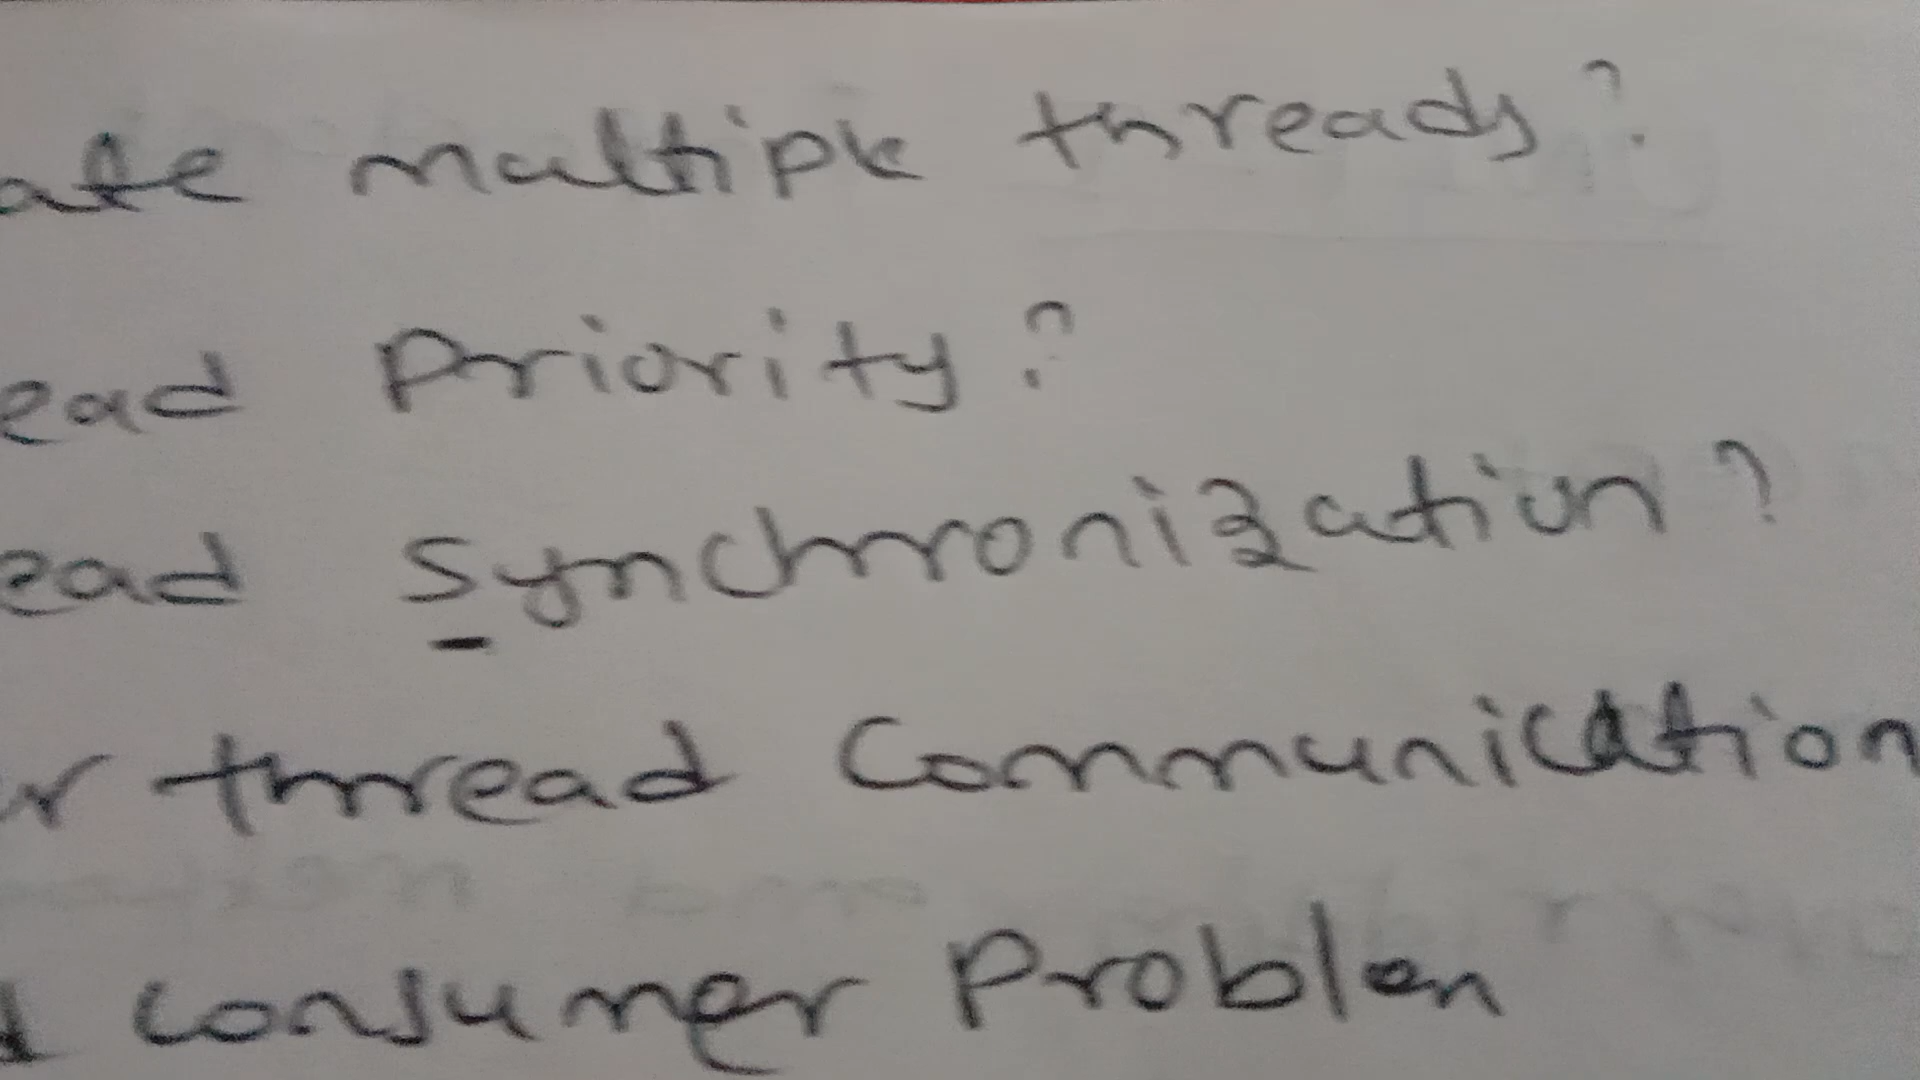 ate multiple threads?
ead Priority?
ead Synchronization?
r thread Communication
d consumer Problem